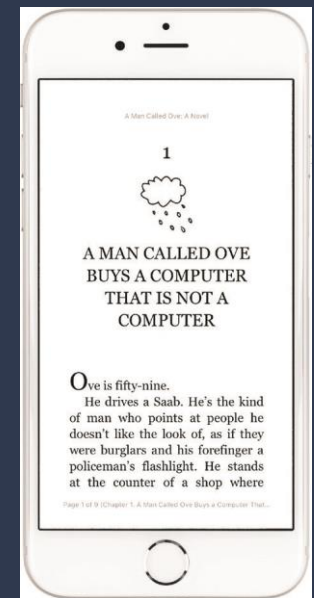 A Man Called Ove: A Novel
1
A MAN CALLED OVE
BUYS A COMPUTER
THAT IS NOT A
COMPUTER
Ove is fifty-nine.
He drives a Saab. He’s the kind
of man who points at people he
doesn’t like the look of, as if they
were burglars and his forefinger a
policeman’s flashlight. He stands
at the counter of a shop where
Page 1 of 9 (Chapter 1. A Man Called Ove Buys a Computer That...